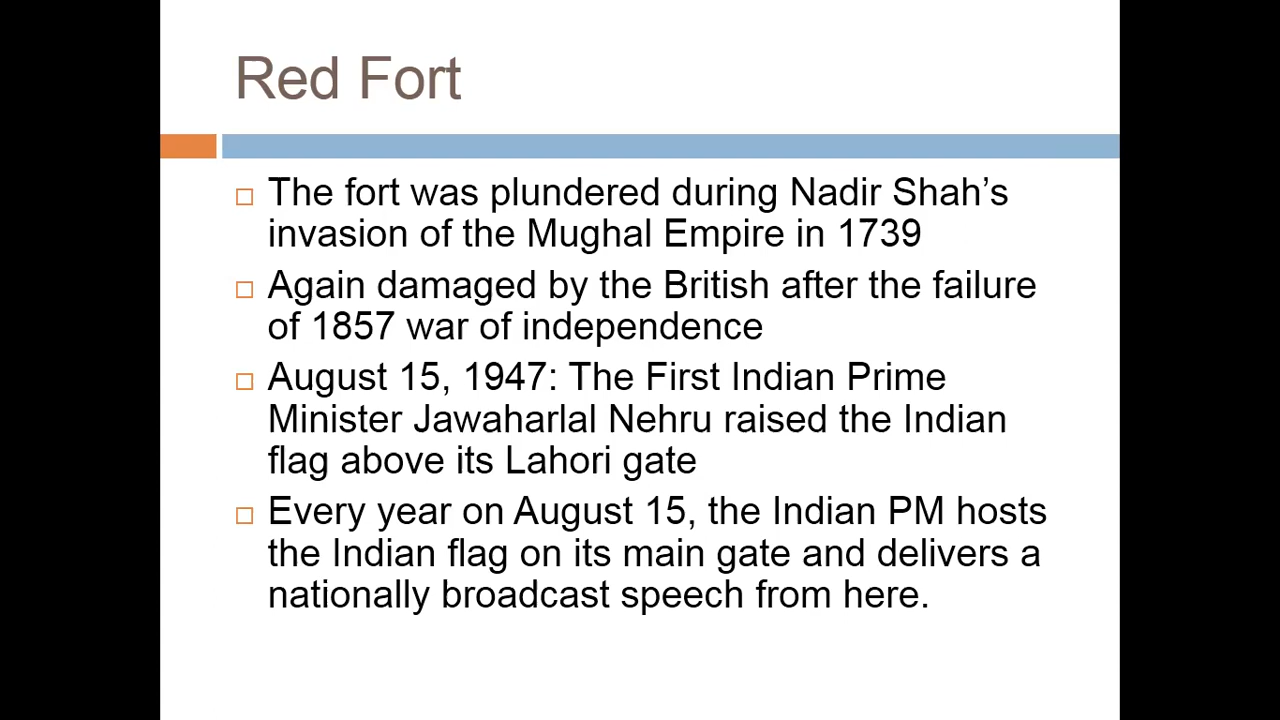 Red Fort
The fort was plundered during Nadir Shah’s
invasion of the Mughal Empire in 1739
Again damaged by the British after the failure
of 1857 war of independence
August 15, 1947: The First Indian Prime
Minister Jawaharlal Nehru raised the Indian
flag above its Lahori gate
Every year on August 15, the Indian PM hosts
the Indian flag on its main gate and delivers a
nationally broadcast speech from here.